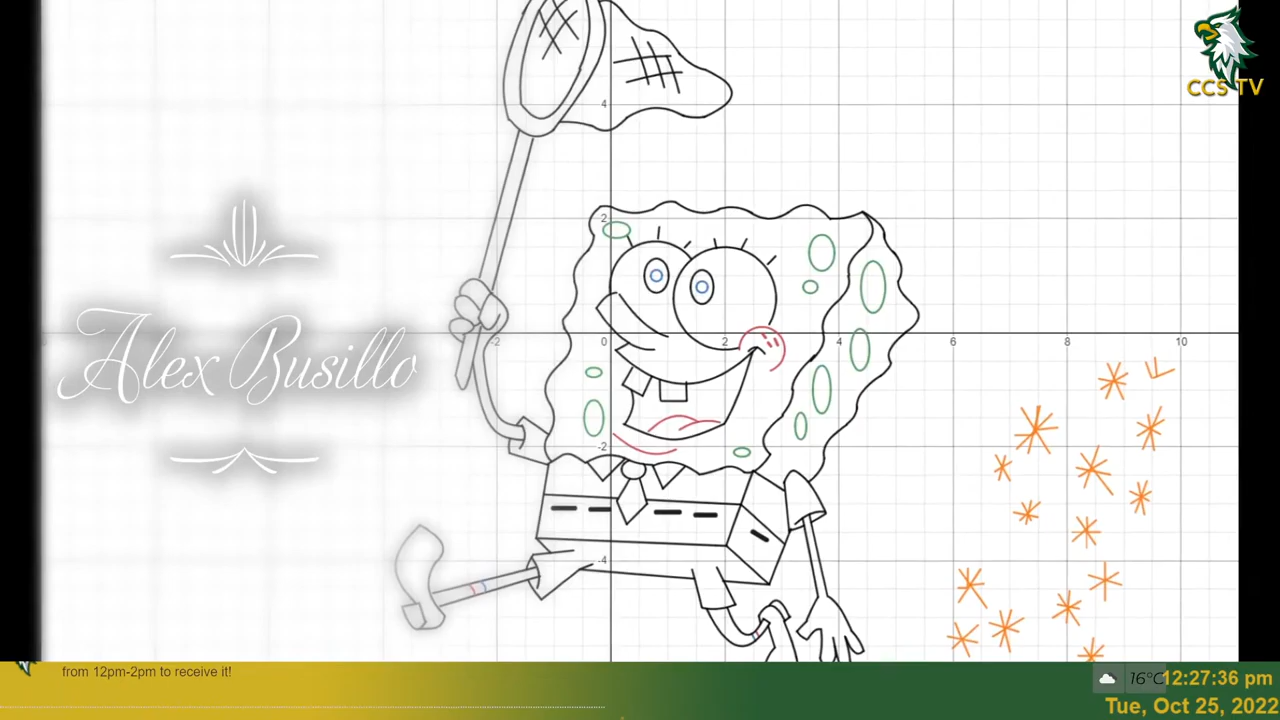 CCS TV
4
2
-2
0
2
4
6
8
10
-2
-4
Alex Busillo
from 12pm-2pm to receive it!
16°C
12:27:36 pm
Tue, Oct 25, 2022